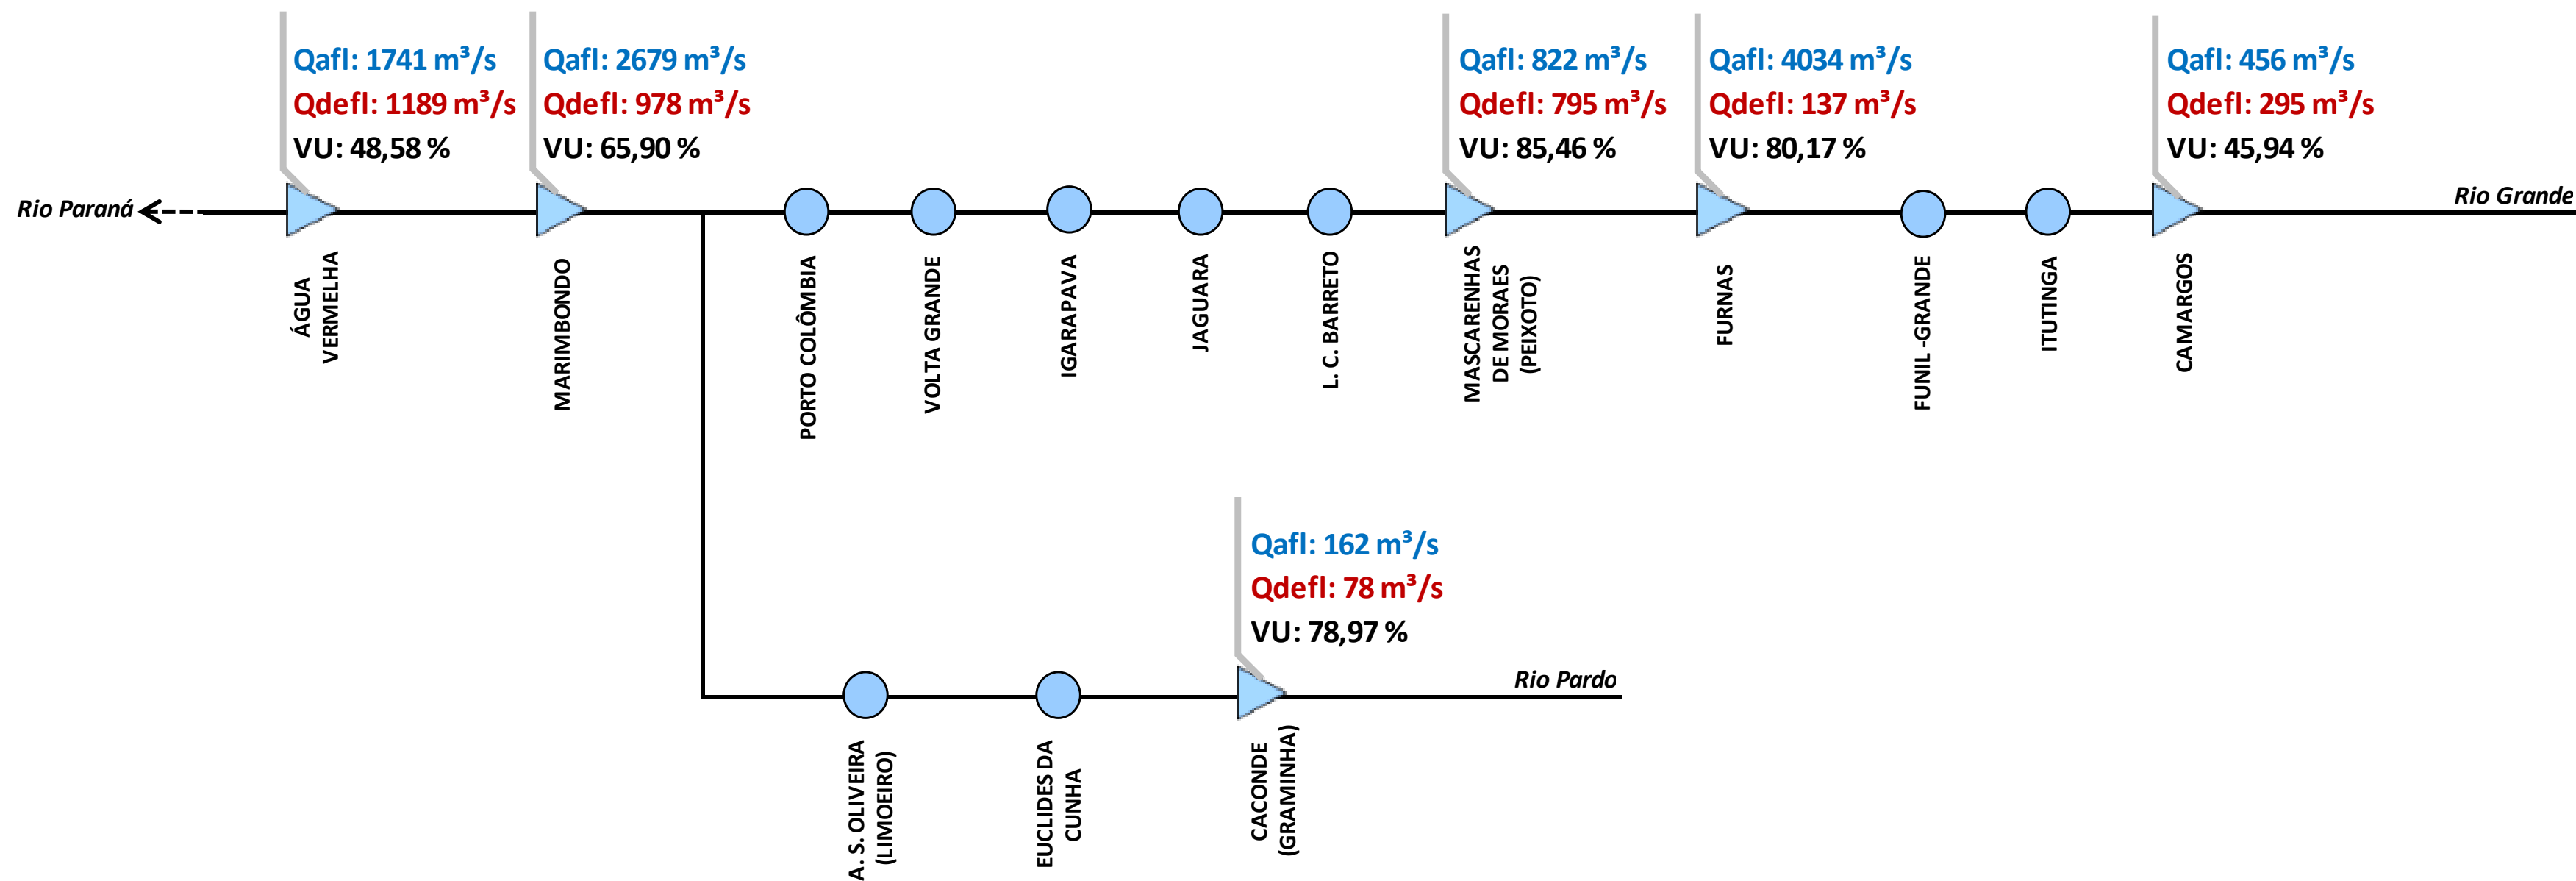 Qafl: 1741 m³/s
Qdefl: 1189 m³/s
VU: 48,58 %
Qafl: 2679 m³/s
Qdefl: 978 m³/s
VU: 65,90 %
Qafl: 822 m³/s
Qdefl: 795 m³/s
VU: 85,46 %
Qafl: 4034 m³/s
Qdefl: 137 m³/s
VU: 80,17 %
Qafl: 456 m³/s
Qdefl: 295 m³/s
VU: 45,94 %
Rio Paraná
Rio Grande
ÁGUA
VERMELHA
MARIMBONDO
PORTO COLÔMBIA
VOLTA GRANDE
IGARAPAVA
JAGUARA
L. C. BARRETO
MASCARENHAS
DE MORAES
(PEIXOTO)
FURNAS
FUNIL -GRANDE
ITUTINGA
CAMARGOS
Qafl: 162 m³/s
Qdefl: 78 m³/s
VU: 78,97 %
Rio Pardo
A. S. OLIVEIRA
(LIMOEIRO)
EUCLIDES DA
CUNHA
CACONDE
(GRAMINHA)